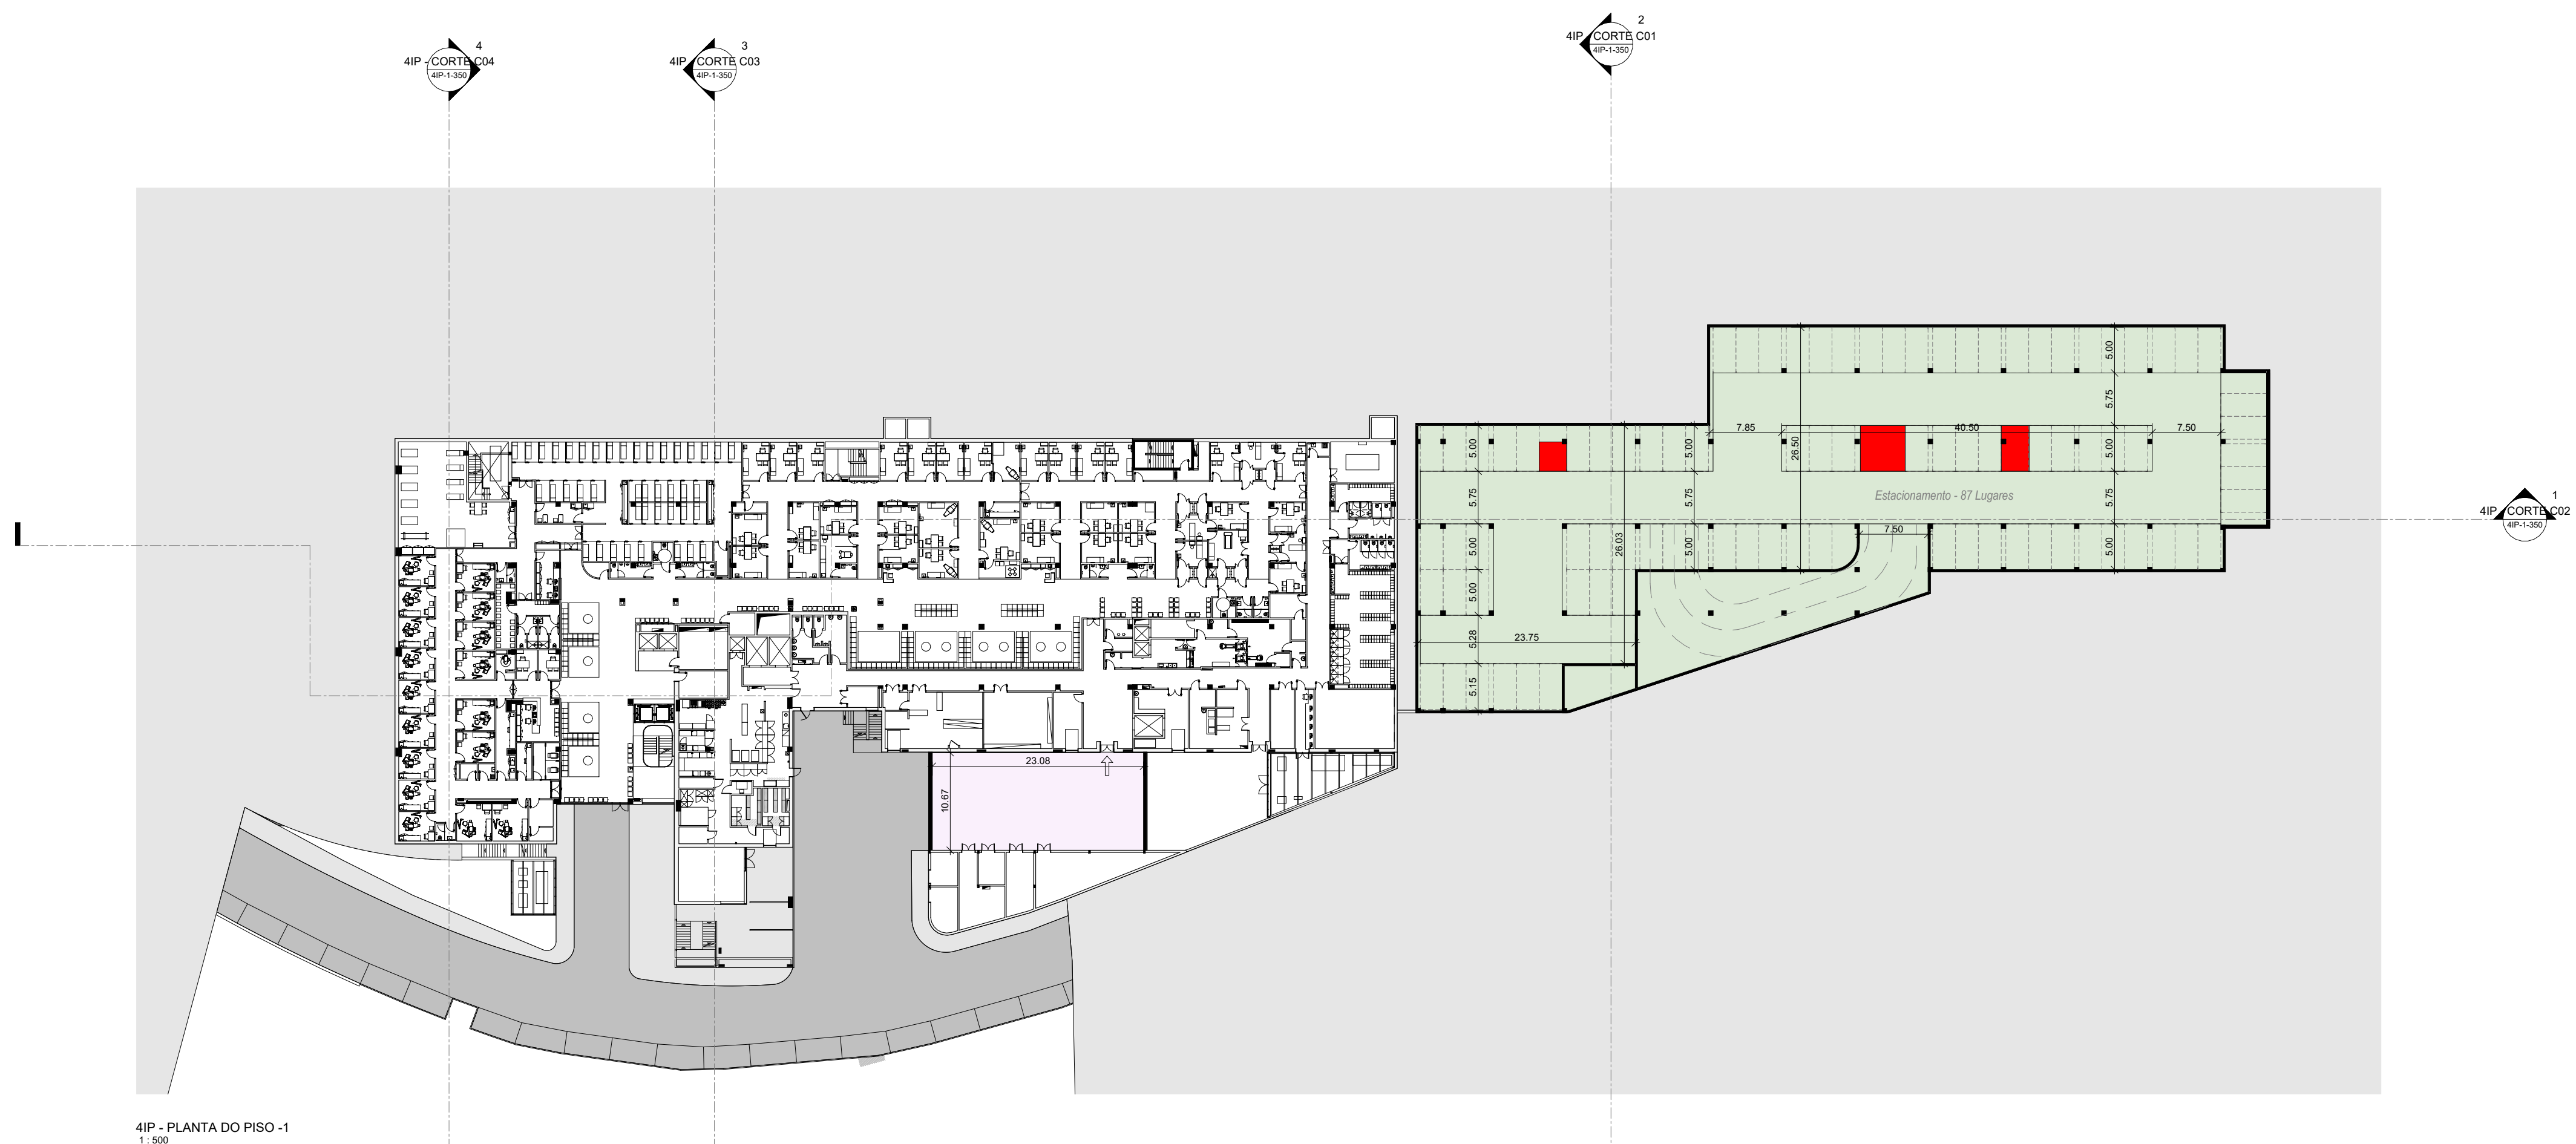 2
4IP - CORTE C01
4IP-1-350
4
4IP - CORTE C04
4IP-1-350
3
4IP - CORTE C03
4IP-1-350
5.00
5.75
7.85
40.50
7.50
5.00
5.00
26.50
5.00
5.75
5.75
5.75
Estacionamento - 87 Lugares
1
4IP - CORTE C02
4IP-1-350
7.50
5.00
26.03
5.00
5.00
5.00
23.75
5.28
5.15
23.08
10.67
4IP - PLANTA DO PISO -1
1 : 500